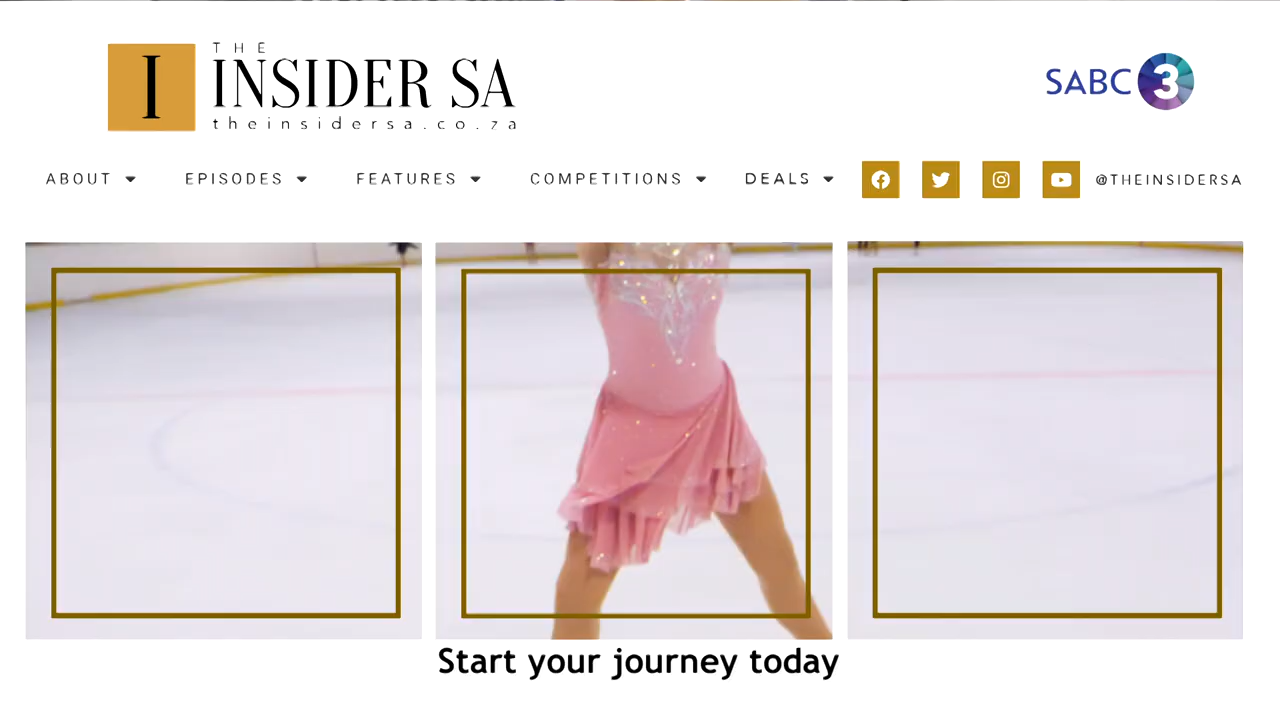 I
THE
INSIDER SA
theinsidersa.co.za
SABC 3
ABOUT EPISODES FEATURES COMPETITIONS DEALS @THEINSIDERSA
Start your journey today